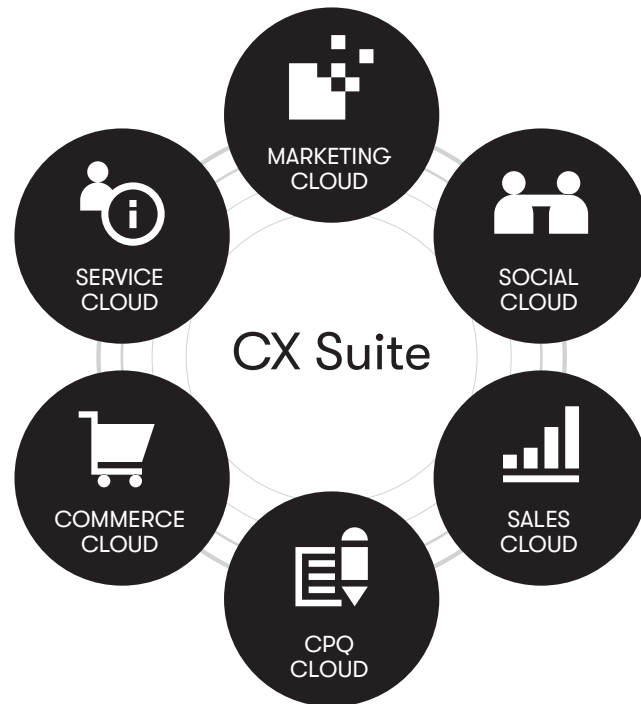 MARKETING
CLOUD
SERVICE
CLOUD
SOCIAL
CLOUD
CX Suite
COMMERCE
CLOUD
SALES
CLOUD
CPQ
CLOUD